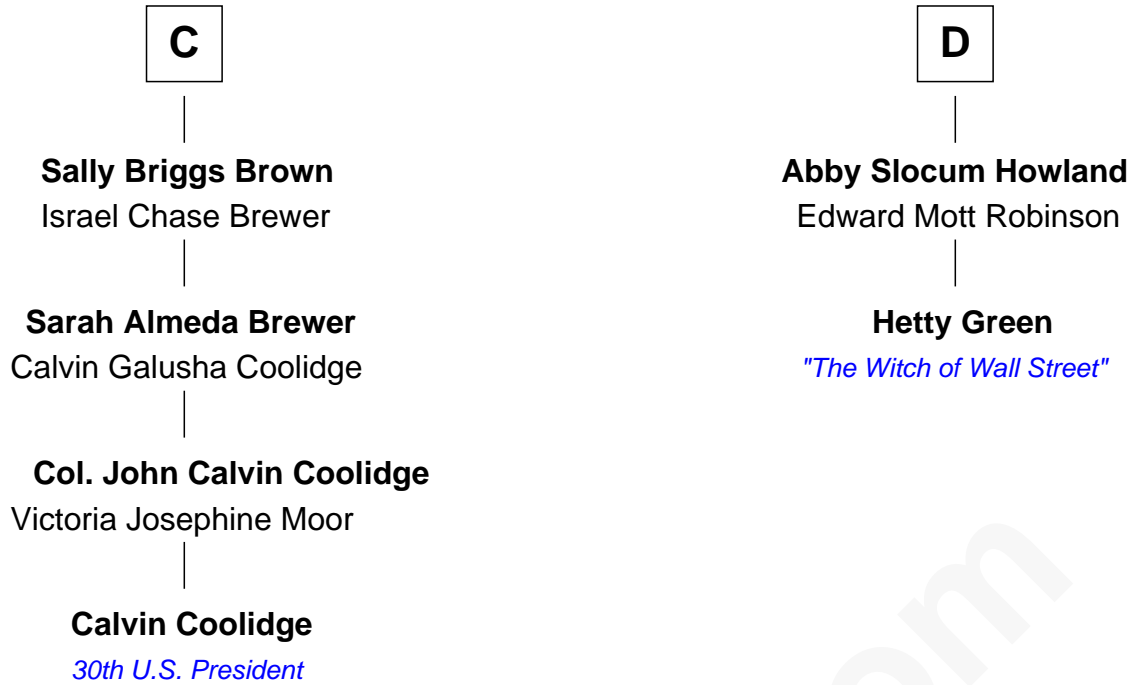 C
Sally Briggs Brown
Israel Chase Brewer
Sarah Almeda Brewer
Calvin Galusha Coolidge
Col. John Calvin Coolidge
Victoria Josephine Moor
Calvin Coolidge
30th U.S. President
D
Abby Slocum Howland
Edward Mott Robinson
Hetty Green
"The Witch of Wall Street"
om